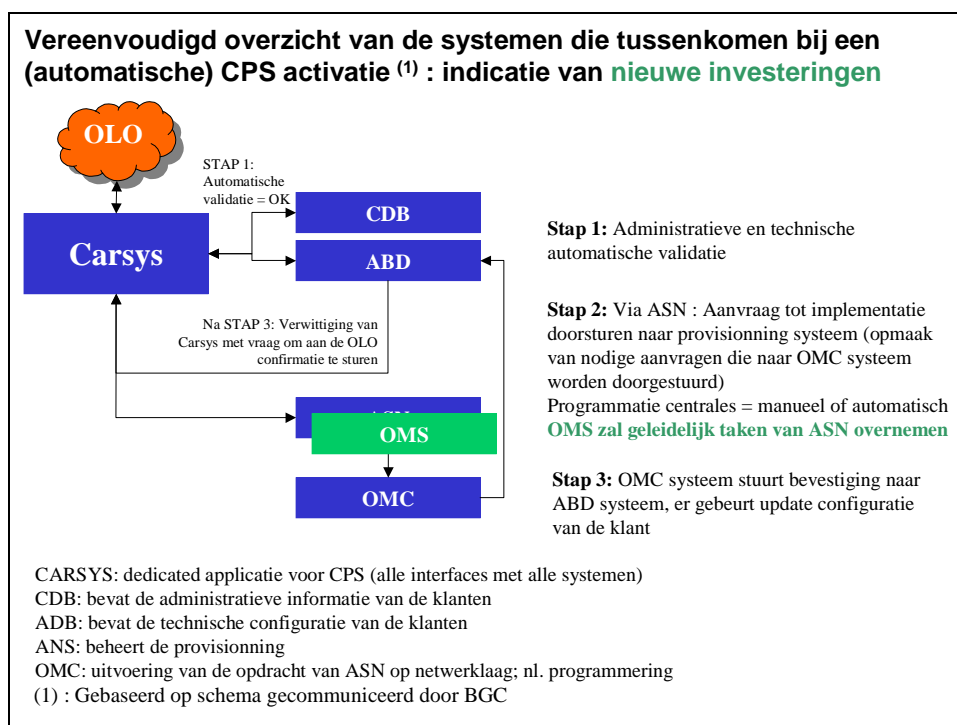 Vereenvoudigd overzicht van de systemen die tussenkomen bij een
(automatische) CPS activatie (1) : indicatie van nieuwe investeringen
OLO
STAP 1:
Automatische
validatie = OK
CDB
Carsys
ABD
Na STAP 3: Verwittiging van
Carsys met vraag om aan de OLO
confirmatie te sturen
ASN
OMS
OMC
Stap 1: Administratieve en technische
automatische validatie
Stap 2: Via ASN : Aanvraag tot implementatie
doorsturen naar provisionning systeem (opmaak
van nodige aanvragen die naar OMC systeem
worden doorgestuurd)
Programmatie centrales = manueel of automatisch
OMS zal geleidelijk taken van ASN overnemen
Stap 3: OMC systeem stuurt bevestiging naar
ABD systeem, er gebeurt update configuratie
van de klant
CARSYS: dedicated applicatie voor CPS (alle interfaces met alle systemen)
CDB: bevat de administratieve informatie van de klanten
ADB: bevat de technische configuratie van de klanten
ANS: beheert de provisionning
OMC: uitvoering van de opdracht van ASN op netwerklaag; nl. programmering
(1) : Gebaseerd op schema gecommuniceerd door BGC